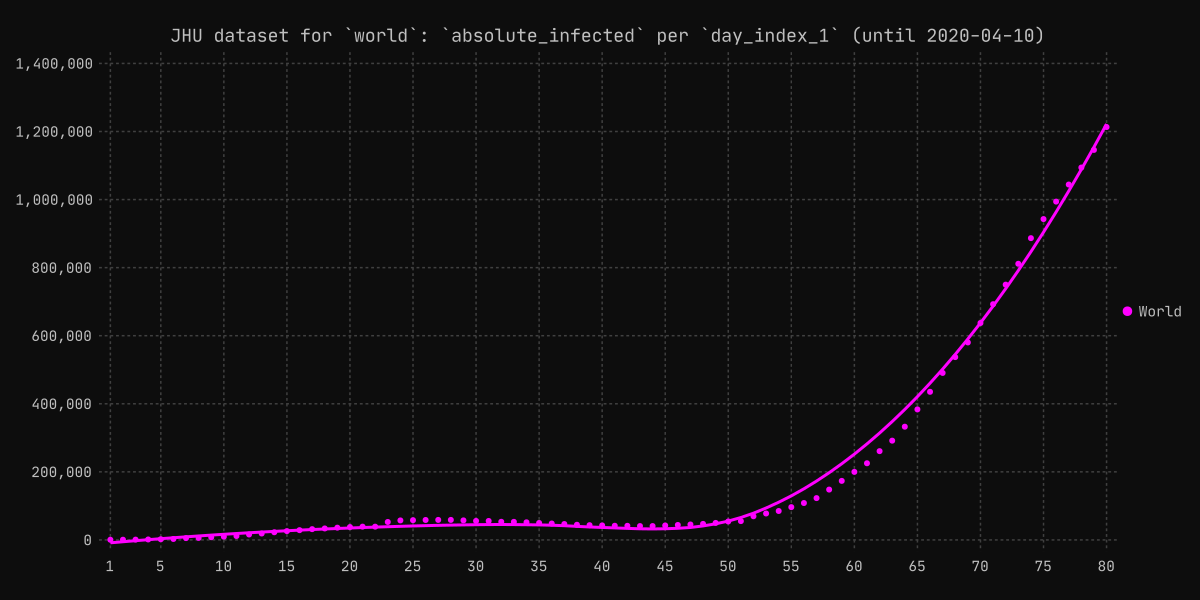 JHU dataset for `world`: `absolute_infected` per `day_index_1` (until 2020-04-10)
1,400,000
1,200,000
1,000,000
800,000
600,000
400,000
200,000
0
World
1 5 10 15 20 25 30 35 40 45 50 55 60 65 70 75 80